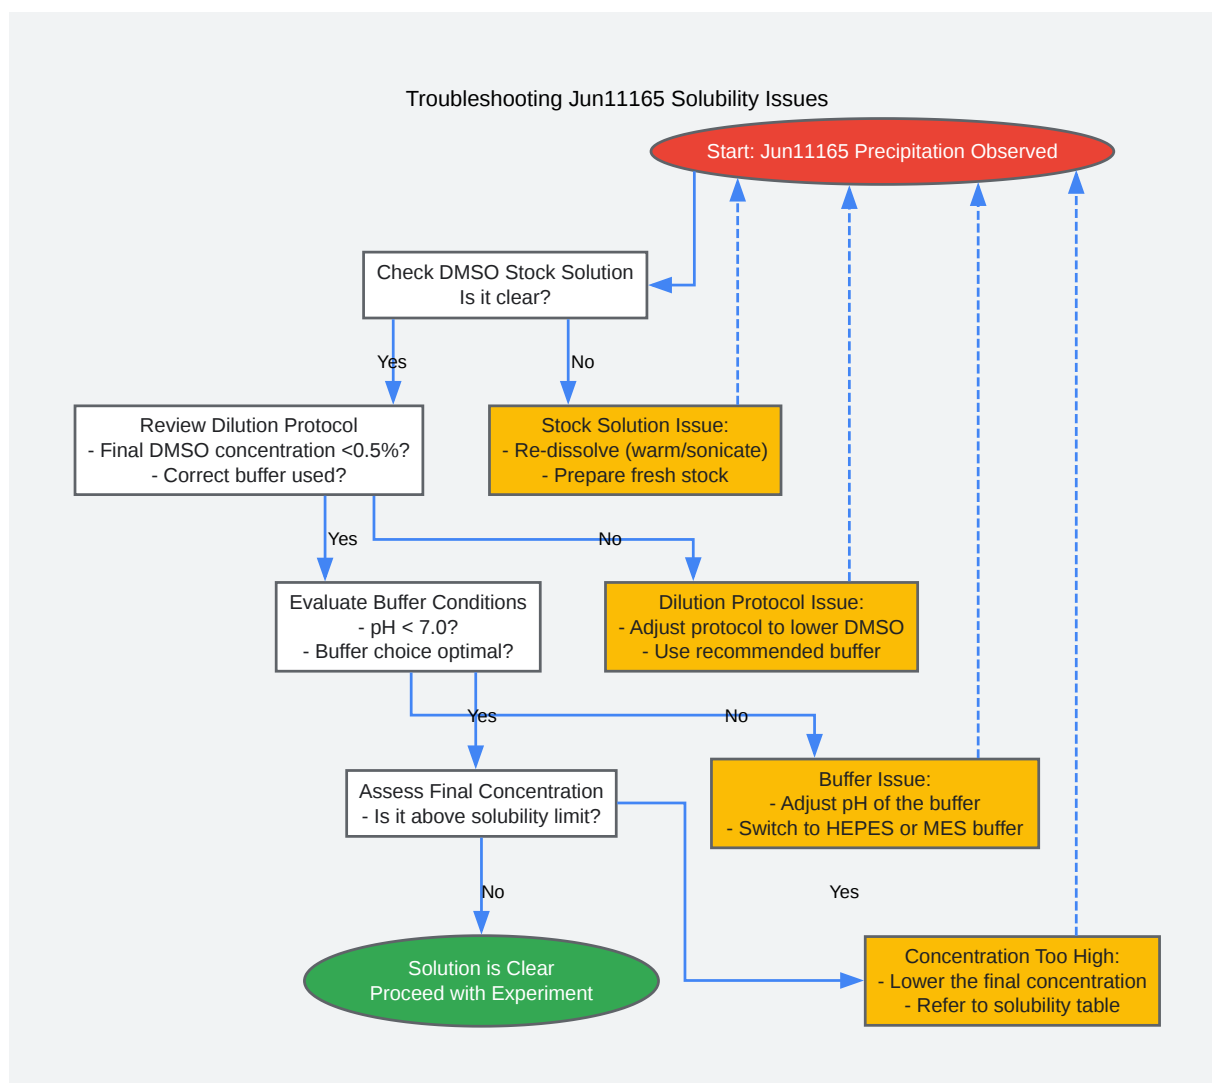 Troubleshooting Jun11165 Solubility Issues
Start: Jun11165 Precipitation Observed
Check DMSO Stock Solution
Is it clear?
Yes
No
Review Dilution Protocol
- Final DMSO concentration <0.5%?
- Correct buffer used?
Stock Solution Issue:
- Re-dissolve (warm/sonicate)
- Prepare fresh stock
Yes
No
Evaluate Buffer Conditions
- pH < 7.0?
- Buffer choice optimal?
Dilution Protocol Issue:
- Adjust protocol to lower DMSO
- Use recommended buffer
Yes
No
Assess Final Concentration
- Is it above solubility limit?
Buffer Issue:
- Adjust pH of the buffer
- Switch to HEPES or MES buffer
No
Yes
Solution is Clear
Proceed with Experiment
Concentration Too High:
- Lower the final concentration
- Refer to solubility table